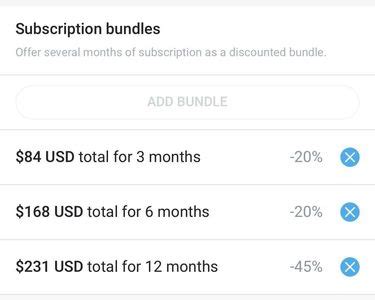 Subscription bundles
Offer several months of subscription as a discounted bundle.
ADD BUNDLE
$84 USD total for 3 months -20%
$168 USD total for 6 months -20%
$231 USD total for 12 months -45%